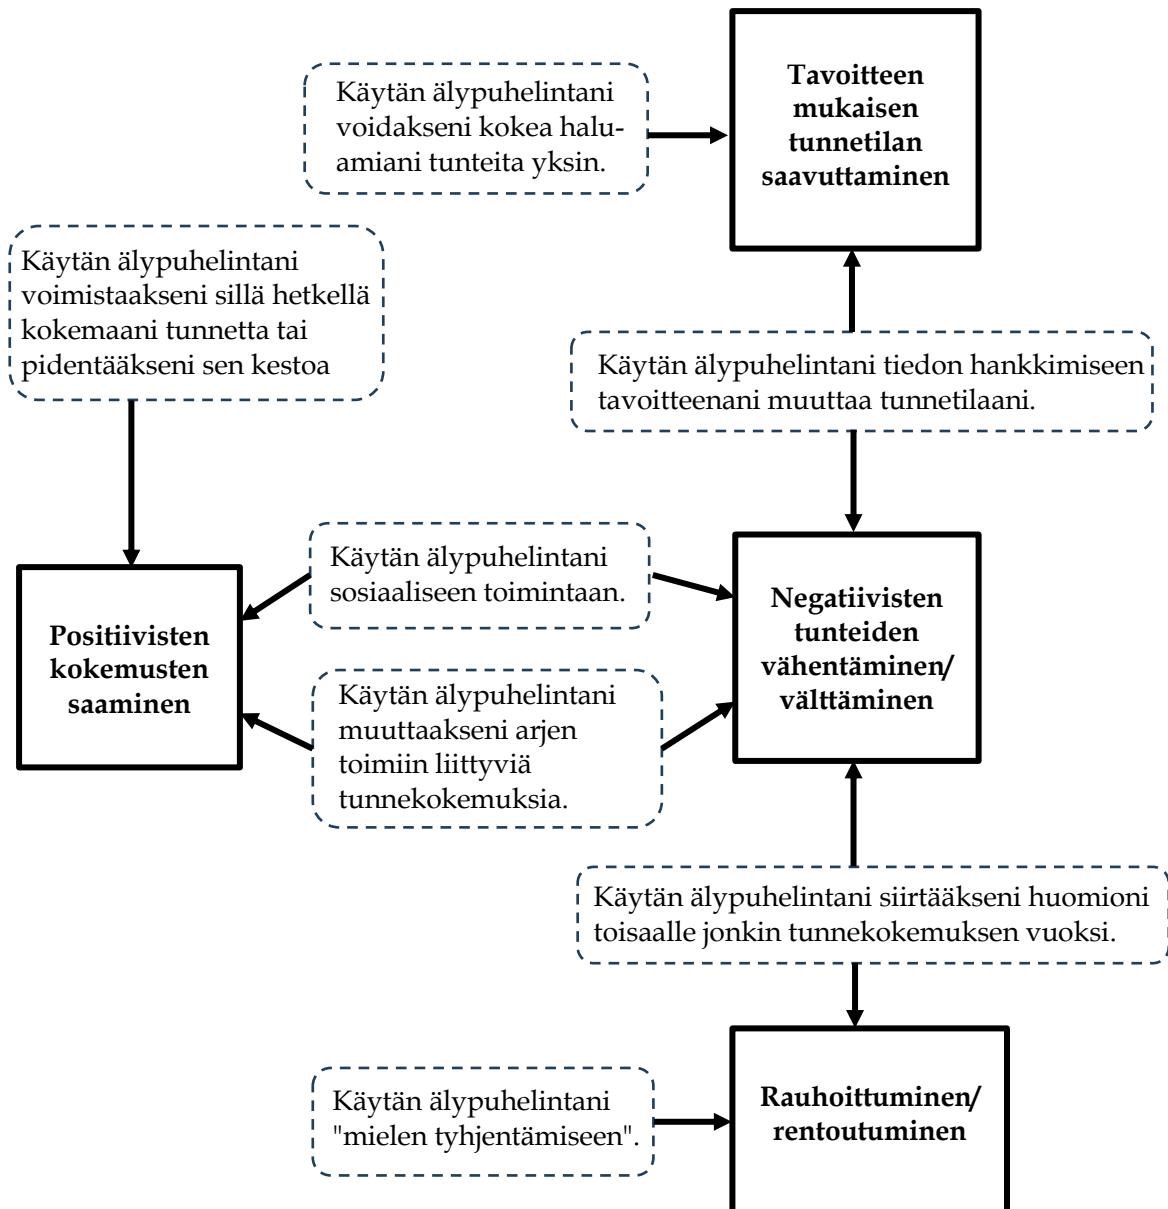 Tavoitteen
mukaisen
tunnetilan
saavuttaminen
Käytän älypuhelintani
voidakseni kokea halu-
amiani tunteita yksin.
Käytän älypuhelintani
voimistaakseni sillä hetkellä
kokemaani tunnetta tai
pidentääkseni sen kestoa
Käytän älypuhelintani tiedon hankkimiseen
tavoitteenani muuttaa tunnetilaani.
Käytän älypuhelintani
sosiaaliseen toimintaan.
Positiivisten
kokemusten
saaminen
Negatiivisten
tunteiden
vähentäminen/
välttäminen
Käytän älypuhelintani
muuttaakseni arjen
toimiin liittyviä
tunnekokemuksia.
Käytän älypuhelintani siirtääkseni huomioni
toisaalle jonkin tunnekokemuksen vuoksi.
Käytän älypuhelintani
"mielen tyhjentämiseen".
Rauhoittuminen/
rentoutuminen